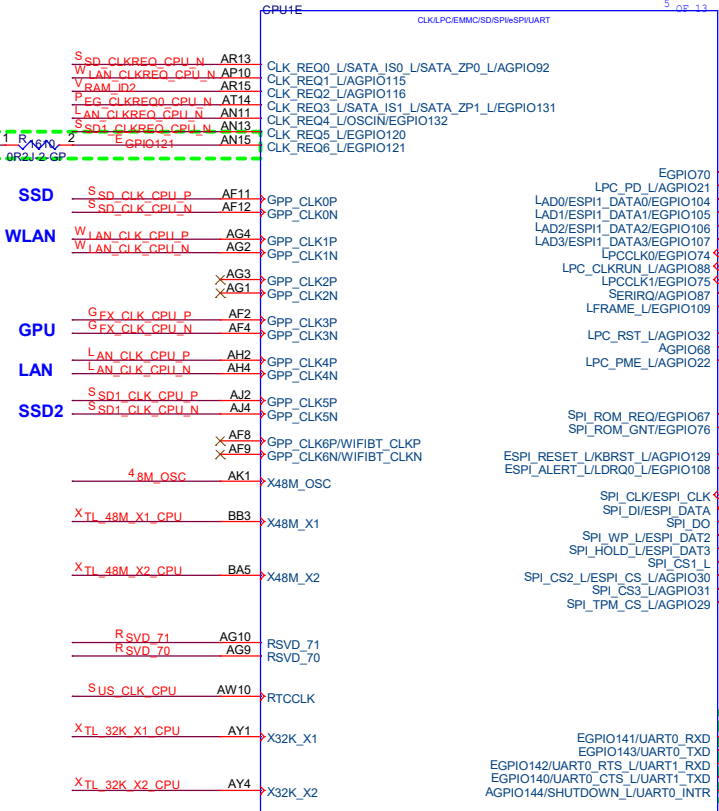 5 OF 13
CPU1E
CLK/LPC/EMMC/SD/SPI/eSPI/UART
SSD_CLKREQ_CPU_N AR13 CLK_REQ0_L/SATA_IS0_L/SATA_ZP0_L/AGPIO92
WLAN_CLKREQ_CPU_N AP10 CLK_REQ1_L/AGPIO115
VRAM_ID2 AR15 CLK_REQ2_L/AGPIO116
PEG_CLKREQ0_CPU_N AT14 CLK_REQ3_L/SATA_IS1_L/SATA_ZP1_L/EGPIO131
LAN_CLKREQ_CPU_N AN11 CLK_REQ4_L/OSCIN/EGPIO132
SSD1_CLKREQ_CPU_N AN13 CLK_REQ5_L/EGPIO120
1 R1610 2 EGPIO121 AN15 CLK_REQ6_L/EGPIO121
0R2J-2-GP
SSD
SSD_CLK_CPU_P AF11 GPP_CLK0P
SSD_CLK_CPU_N AF12 GPP_CLK0N
WLAN
WLAN_CLK_CPU_P AG4 GPP_CLK1P
WLAN_CLK_CPU_N AG2 GPP_CLK1N
AG3 GPP_CLK2P
AG1 GPP_CLK2N
GPU
GFX_CLK_CPU_P AF2 GPP_CLK3P
GFX_CLK_CPU_N AF4 GPP_CLK3N
LAN
LAN_CLK_CPU_P AH2 GPP_CLK4P
LAN_CLK_CPU_N AH4 GPP_CLK4N
SSD2
SSD1_CLK_CPU_P AJ2 GPP_CLK5P
SSD1_CLK_CPU_N AJ4 GPP_CLK5N
AF8 GPP_CLK6P/WIFIBT_CLKP
AF9 GPP_CLK6N/WIFIBT_CLKN
48M_OSC AK1 X48M_OSC
XTL_48M_X1_CPU BB3 X48M_X1
XTL_48M_X2_CPU BA5 X48M_X2
RSVD_71 AG10 RSVD_71
RSVD_70 AG9 RSVD_70
SUS_CLK_CPU AW10 RTCCLK
XTL_32K_X1_CPU AY1 X32K_X1
XTL_32K_X2_CPU AY4 X32K_X2
EGPIO70
LPC_PD_L/AGPIO21
LAD0/ESPI1_DATA0/EGPIO104
LAD1/ESPI1_DATA1/EGPIO105
LAD2/ESPI1_DATA2/EGPIO106
LAD3/ESPI1_DATA3/EGPIO107
LPCCLK0/EGPIO74
LPC_CLKRUN_L/AGPIO88
LPCCLK1/EGPIO75
SERIRQ/AGPIO87
LFRAME_L/EGPIO109
LPC_RST_L/AGPIO32
AGPIO68
LPC_PME_L/AGPIO22
SPI_ROM_REQ/EGPIO67
SPI_ROM_GNT/EGPIO76
ESPI_RESET_L/KBRST_L/AGPIO129
ESPI_ALERT_L/LDRQ0_L/EGPIO108
SPI_CLK/ESPI_CLK
SPI_DI/ESPI_DATA
SPI_DO
SPI_WP_L/ESPI_DAT2
SPI_HOLD_L/ESPI_DAT3
SPI_CS1_L
SPI_CS2_L/ESPI_CS_L/AGPIO30
SPI_CS3_L/AGPIO31
SPI_TPM_CS_L/AGPIO29
EGPIO141/UART0_RXD
EGPIO143/UART0_TXD
EGPIO142/UART0_RTS_L/UART1_RXD
EGPIO140/UART0_CTS_L/UART1_TXD
AGPIO144/SHUTDOWN_L/UART0_INTR